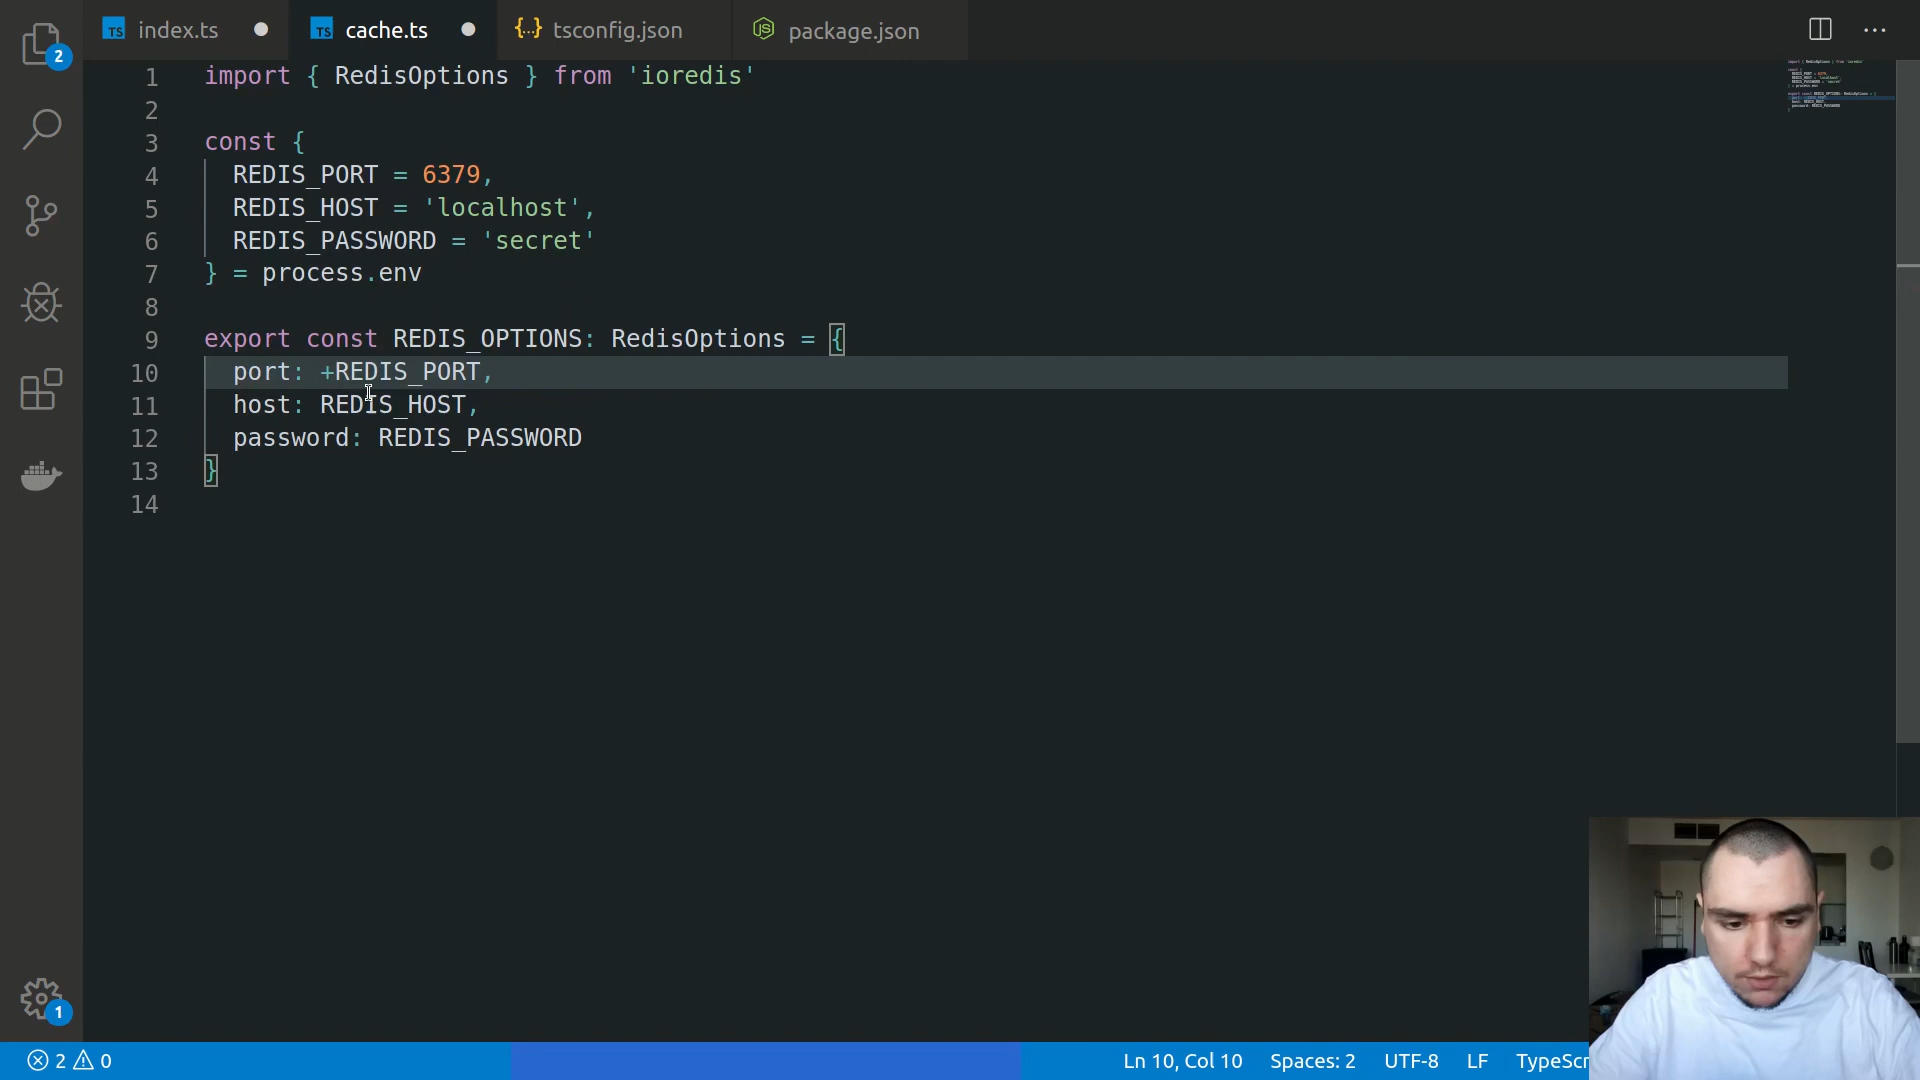 index.ts
cache.ts
tsconfig.json
package.json
2
1 import { RedisOptions } from 'ioredis'
2
3 const {
4   REDIS_PORT = 6379,
5   REDIS_HOST = 'localhost',
6   REDIS_PASSWORD = 'secret'
7 } = process.env
8
9 export const REDIS_OPTIONS: RedisOptions = {
10   port: +REDIS_PORT,
11   host: REDIS_HOST,
12   password: REDIS_PASSWORD
13 }
14
1
2 0 Ln 10, Col 10 Spaces: 2 UTF-8 LF TypeScr